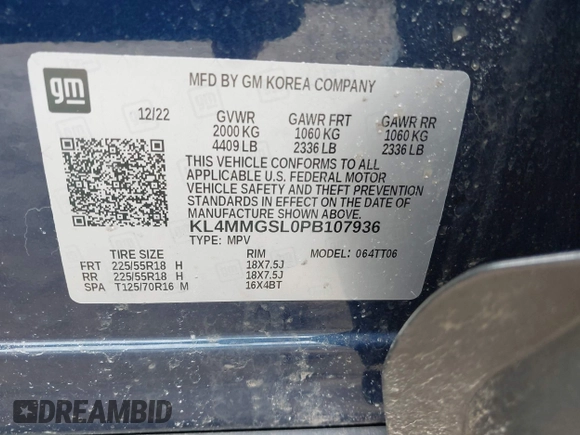 gm
MFD BY GM KOREA COMPANY
12/22 GVWR GAWR FRT GAWR RR
2000 KG 1060 KG 1060 KG
4409 LB 2336 LB 2336 LB
THIS VEHICLE CONFORMS TO ALL
APPLICABLE U.S. FEDERAL MOTOR
VEHICLE SAFETY AND THEFT PREVENTION
STANDARDS IN EFFECT ON THE DATE OF
MANUFACTURE SHOWN ABOVE.
KL4MMGSL0PB107936
TYPE: MPV MODEL: 064TT06
TIRE SIZE RIM
FRT 225/55R18 H 18X7.5J
RR 225/55R18 H 18X7.5J
SPA T125/70R16 M 16X4BT
DREAMBID